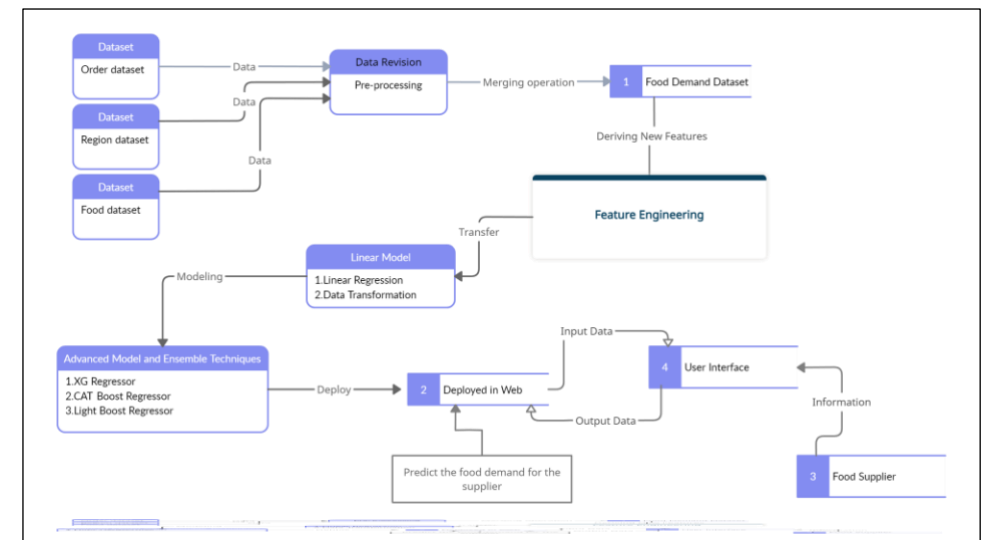 Dataset
Order dataset
Data
Data Revision
Pre-processing
Merging operation
1
Food Demand Dataset
Data
Dataset
Region dataset
Deriving New Features
Data
Dataset
Food dataset
Feature Engineering
Transfer
Linear Model
1.Linear Regression
2.Data Transformation
Modeling
Input Data
Advanced Model and Ensemble Techniques
1.XG Regressor
2.CAT Boost Regressor
3.Light Boost Regressor
Deploy
2
Deployed in Web
4
User Interface
Information
Output Data
Predict the food demand for the
supplier
3
Food Supplier